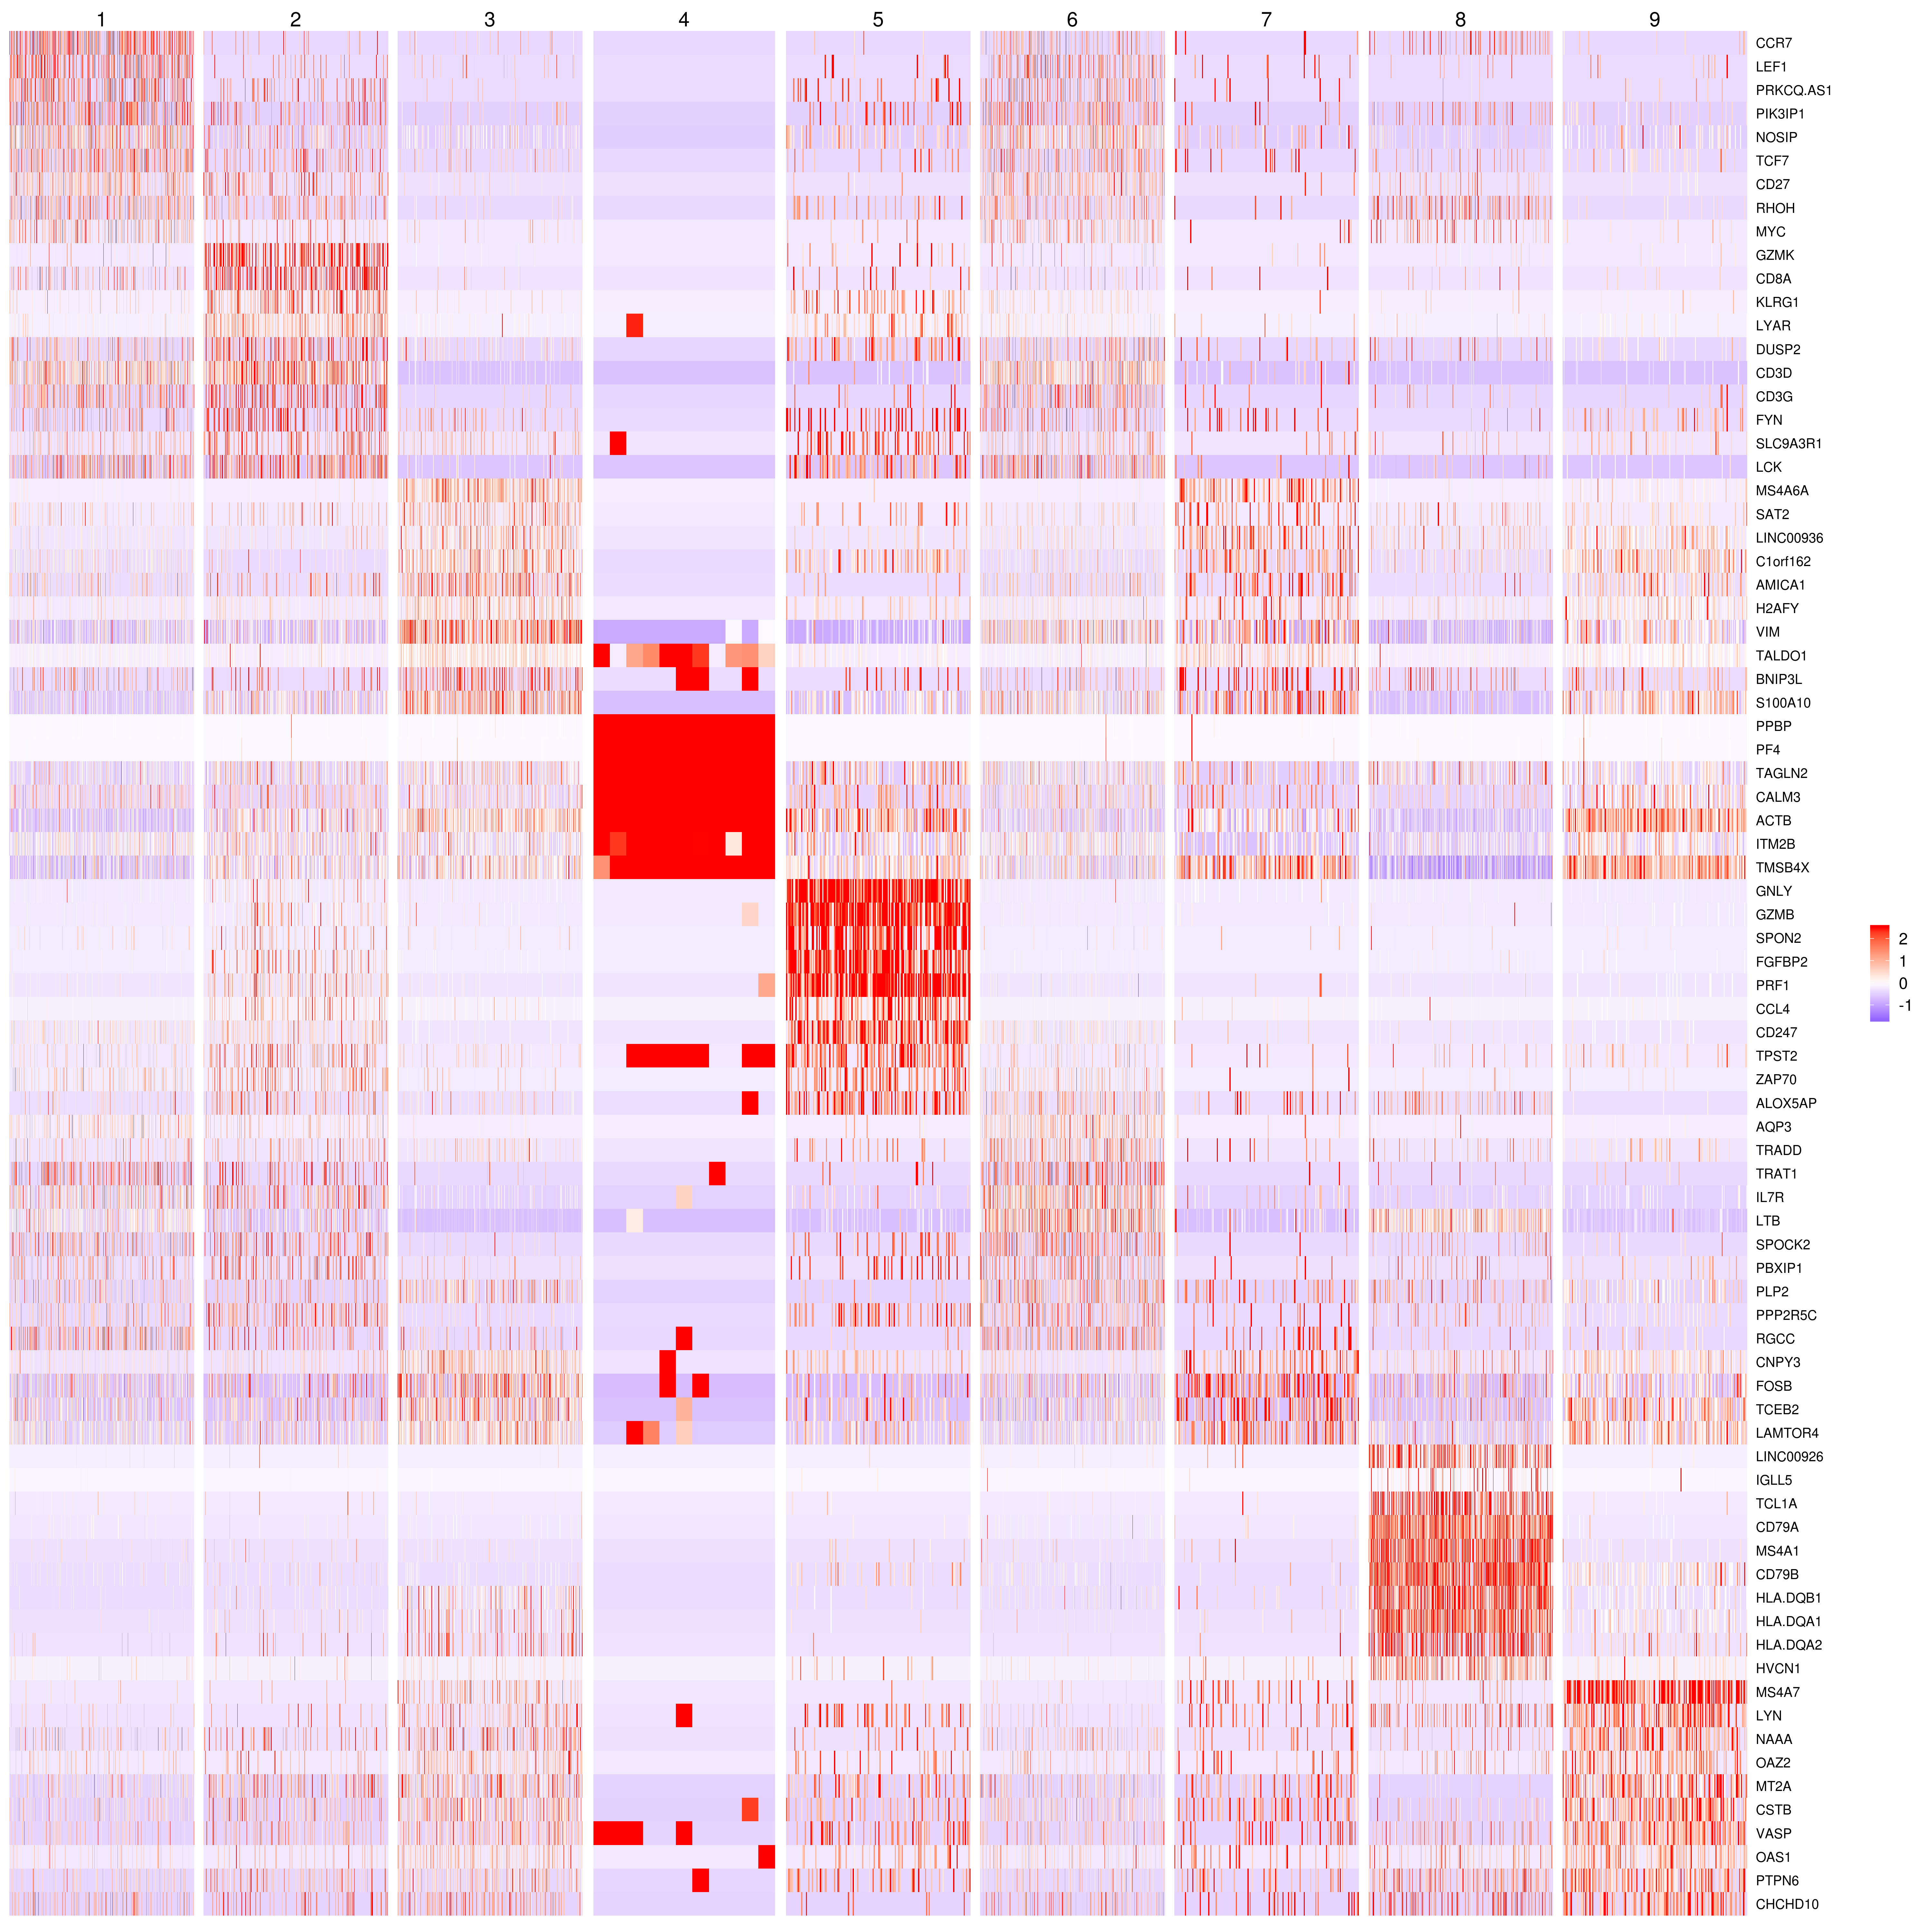 1 2 3 4 5 6 7 8 9
CCR7
LEF1
PRKCQ.AS1
PIK3IP1
NOSIP
TCF7
CD27
RHOH
MYC
GZMK
CD8A
KLRG1
LYAR
DUSP2
CD3D
CD3G
FYN
SLC9A3R1
LCK
MS4A6A
SAT2
LINC00936
C1orf162
AMICA1
H2AFY
VIM
TALDO1
BNIP3L
S100A10
PPBP
PF4
TAGLN2
CALM3
ACTB
ITM2B
TMSB4X
GNLY
GZMB
SPON2
FGFBP2
PRF1
CCL4
CD247
TPST2
ZAP70
ALOX5AP
AQP3
TRADD
TRAT1
IL7R
LTB
SPOCK2
PBXIP1
PLP2
PPP2R5C
RGCC
CNPY3
FOSB
TCEB2
LAMTOR4
LINC00926
IGLL5
TCL1A
CD79A
MS4A1
CD79B
HLA.DQB1
HLA.DQA1
HLA.DQA2
HVCN1
MS4A7
LYN
NAAA
OAZ2
MT2A
CSTB
VASP
OAS1
PTPN6
CHCHD10
2
1
0
-1